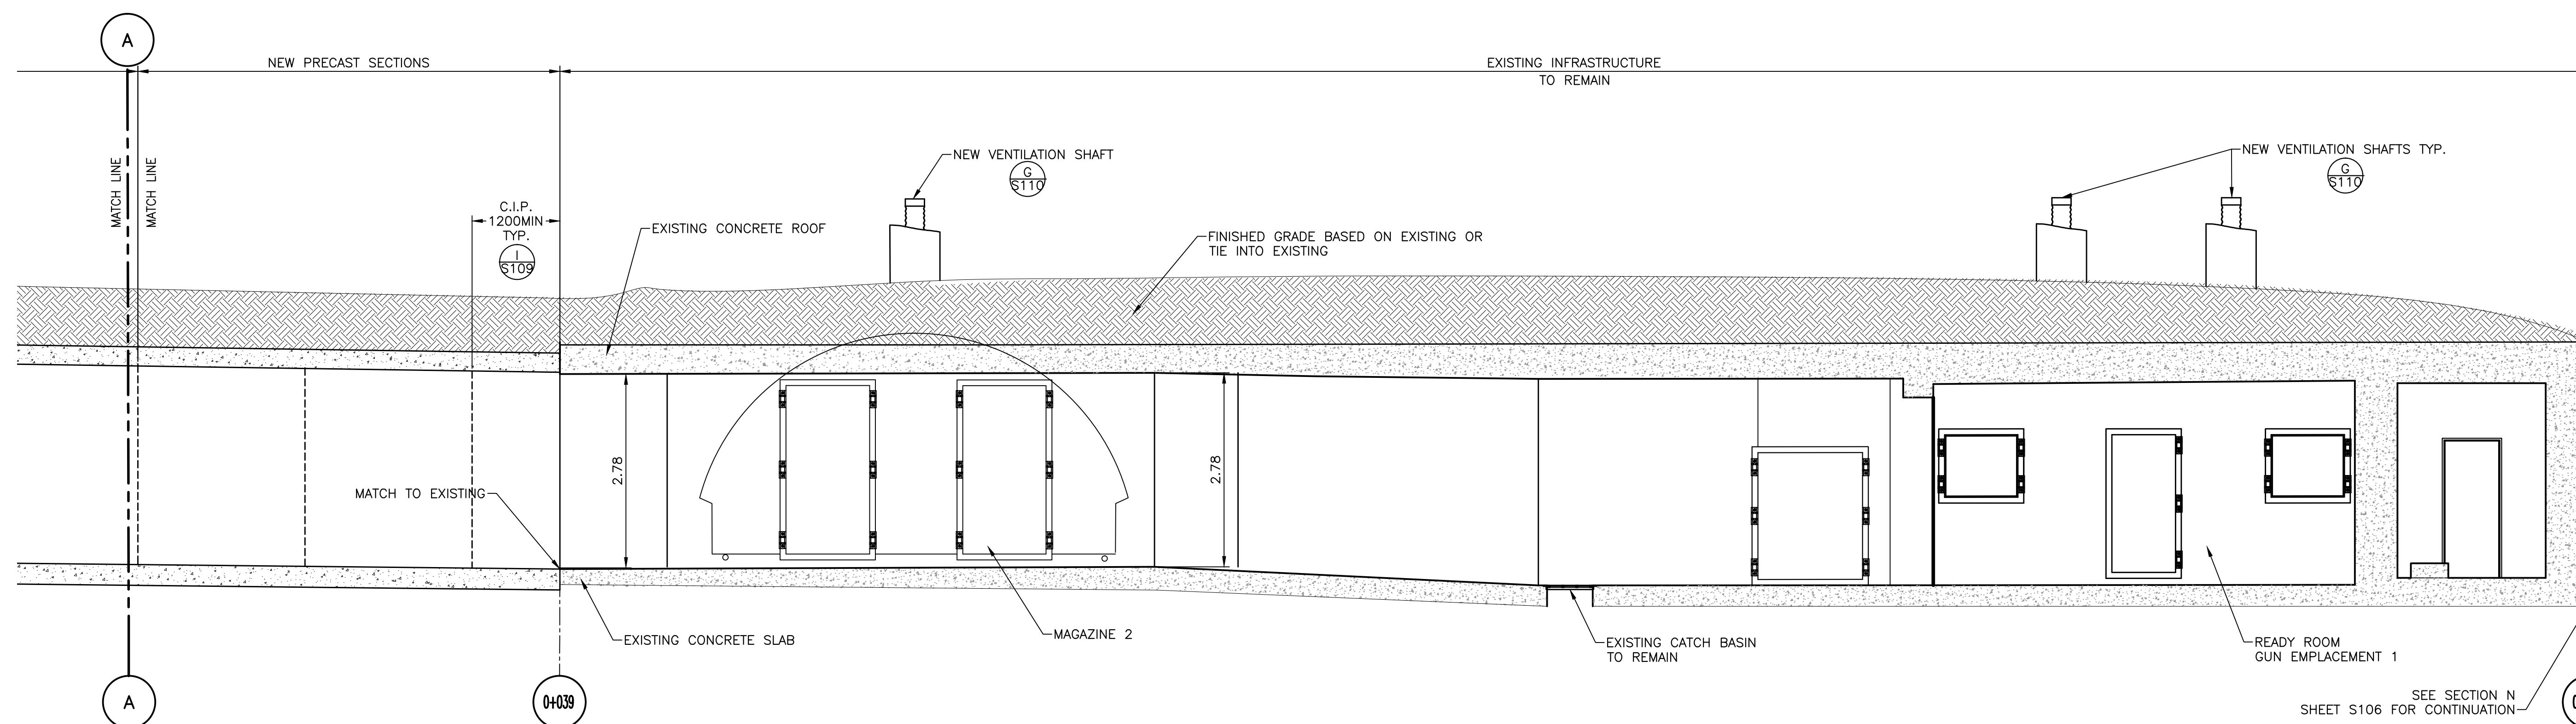 A
NEW PRECAST SECTIONS
EXISTING INFRASTRUCTURE
TO REMAIN
MATCH LINE
MATCH LINE
C.I.P.
1200MIN
TYP.
I
S109
NEW VENTILATION SHAFT
G
S110
NEW VENTILATION SHAFTS TYP.
G
S110
EXISTING CONCRETE ROOF
FINISHED GRADE BASED ON EXISTING OR
TIE INTO EXISTING
2.78
2.78
MATCH TO EXISTING
EXISTING CONCRETE SLAB
MAGAZINE 2
EXISTING CATCH BASIN
TO REMAIN
READY ROOM
GUN EMPLACEMENT 1
A
0+039
SEE SECTION N
SHEET S106 FOR CONTINUATION